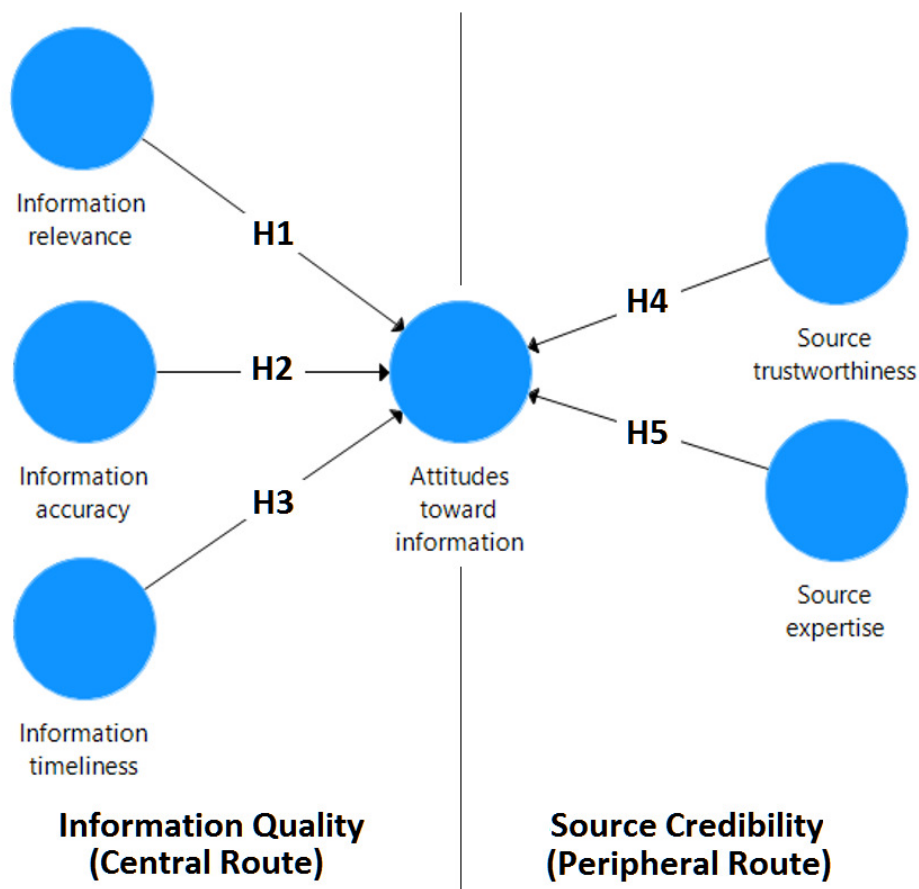 Information
relevance
H1
Information
accuracy
H2
Information
timeliness
H3
Attitudes
toward
information
H4
Source
trustworthiness
H5
Source
expertise
Information Quality
(Central Route)
Source Credibility
(Peripheral Route)